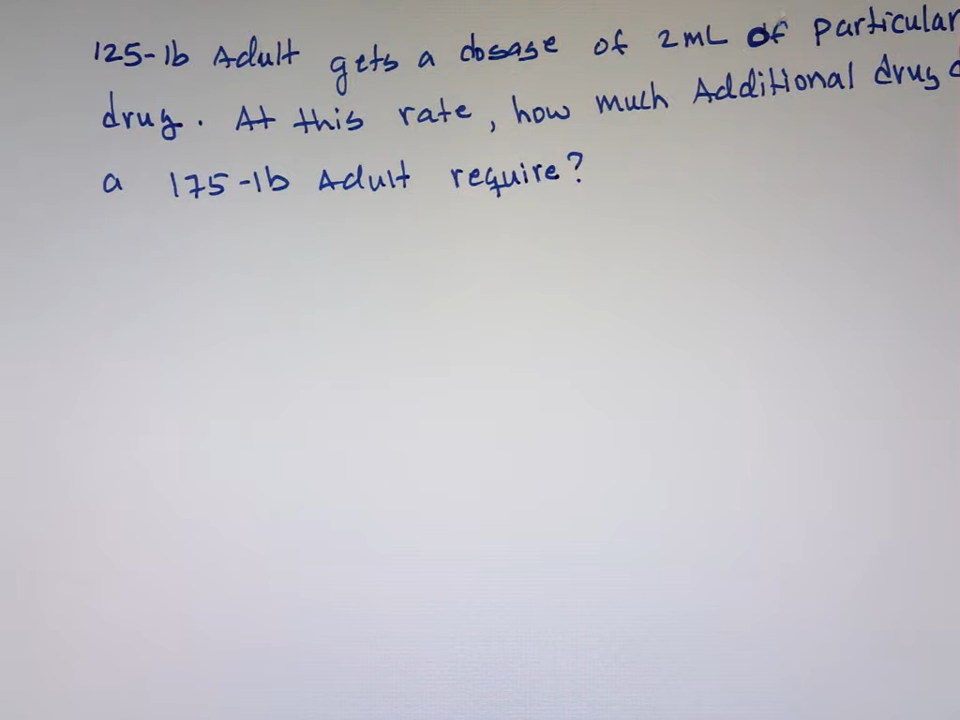 125-lb Adult gets a dosage of 2mL of particular
drug. At this rate, how much Additional drug
a 175-lb Adult require?